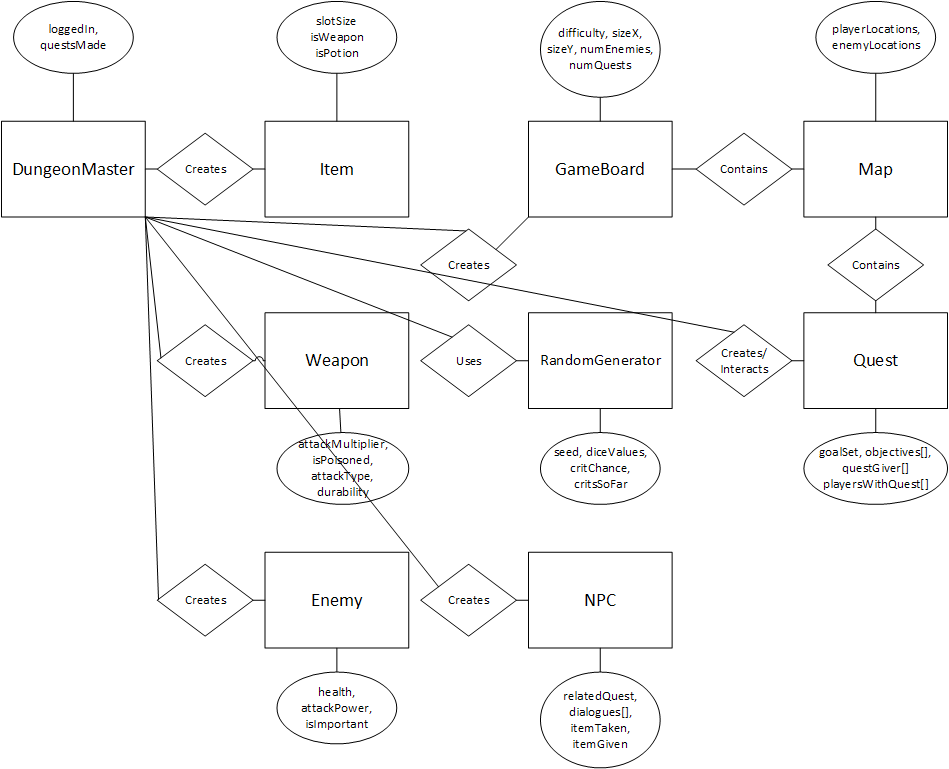 loggedIn,
questsMade
slotSize
isWeapon
isPotion
difficulty, sizeX,
sizeY, numEnemies,
numQuests
playerLocations,
enemyLocations
DungeonMaster
Creates
Item
GameBoard
Contains
Map
Creates
Contains
Creates
Weapon
Uses
RandomGenerator
Creates/
Interacts
Quest
attackMultiplier,
isPoisoned,
attackType,
durability
seed, diceValues,
critChance,
critsSoFar
goalSet, objectives[],
questGiver[]
playersWithQuest[]
Creates
Enemy
Creates
NPC
health,
attackPower,
isImportant
relatedQuest,
dialogues[],
itemTaken,
itemGiven